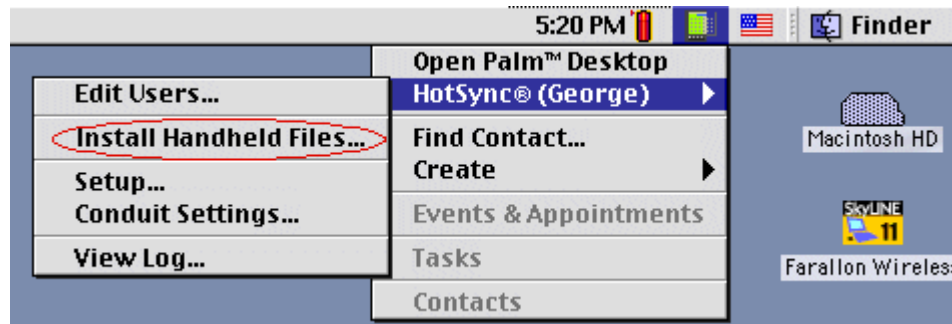 5:20 PM
Finder
Open Palm™ Desktop
HotSync® (George)
Find Contact...
Create
Events & Appointments
Tasks
Contacts
Edit Users...
Install Handheld Files...
Setup...
Conduit Settings...
View Log...
Macintosh HD
SkyLINE
11
Farallon Wireles